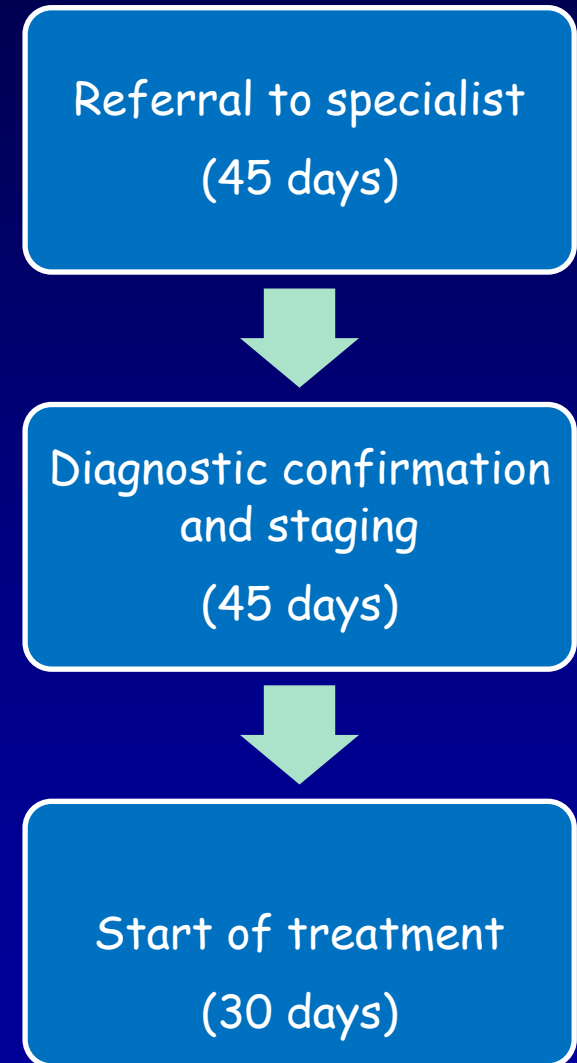 Referral to specialist
(45 days)
Diagnostic confirmation
and staging
(45 days)
Start of treatment
(30 days)